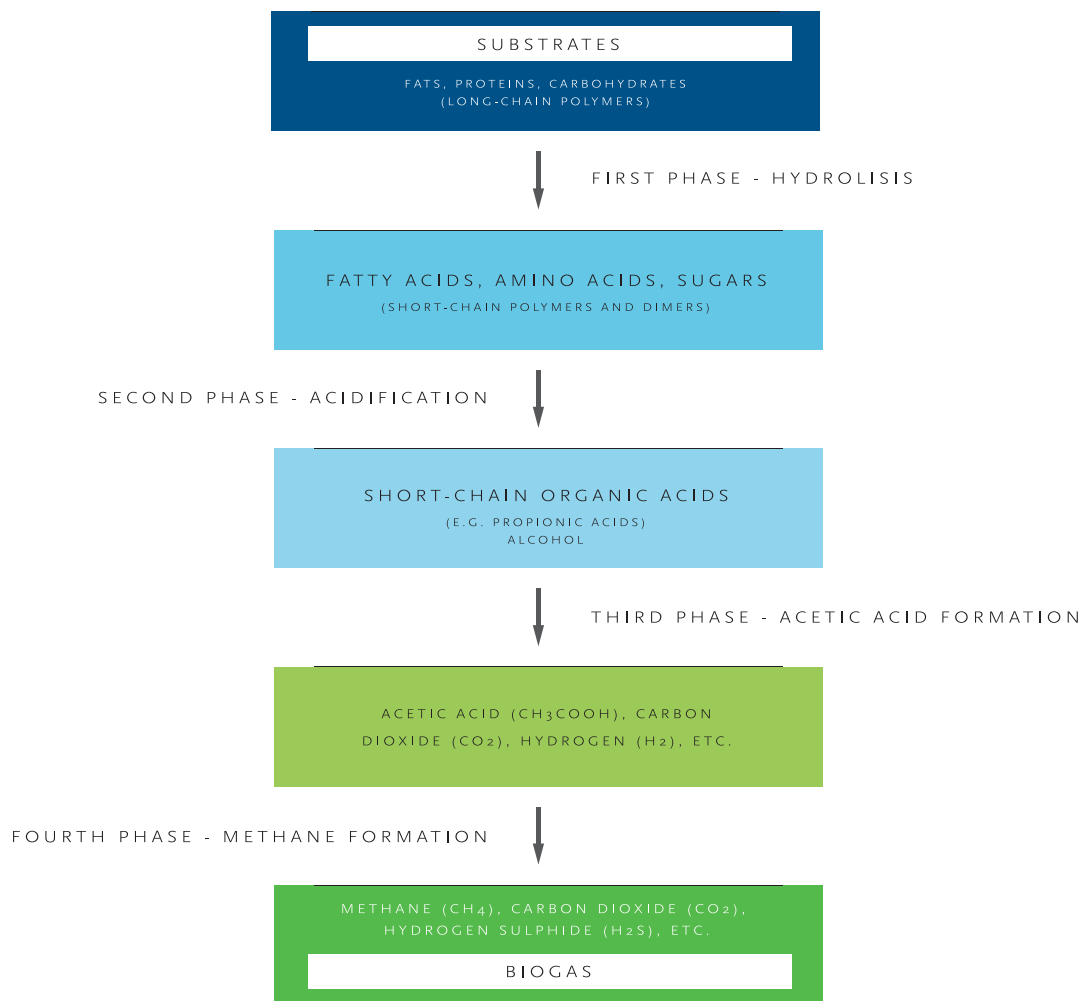 SUBSTRATES
FATS, PROTEINS, CARBOHYDRATES
(LONG-CHAIN POLYMERS)
FIRST PHASE - HYDROLISIS
FATTY ACIDS, AMINO ACIDS, SUGARS
(SHORT-CHAIN POLYMERS AND DIMERS)
SECOND PHASE - ACIDIFICATION
SHORT-CHAIN ORGANIC ACIDS
(E.G. PROPIONIC ACIDS)
ALCOHOL
THIRD PHASE - ACETIC ACID FORMATION
ACETIC ACID (CH3COOH), CARBON
DIOXIDE (CO2), HYDROGEN (H2), ETC.
FOURTH PHASE - METHANE FORMATION
METHANE (CH4), CARBON DIOXIDE (CO2),
HYDROGEN SULPHIDE (H2S), ETC.
BIOGAS